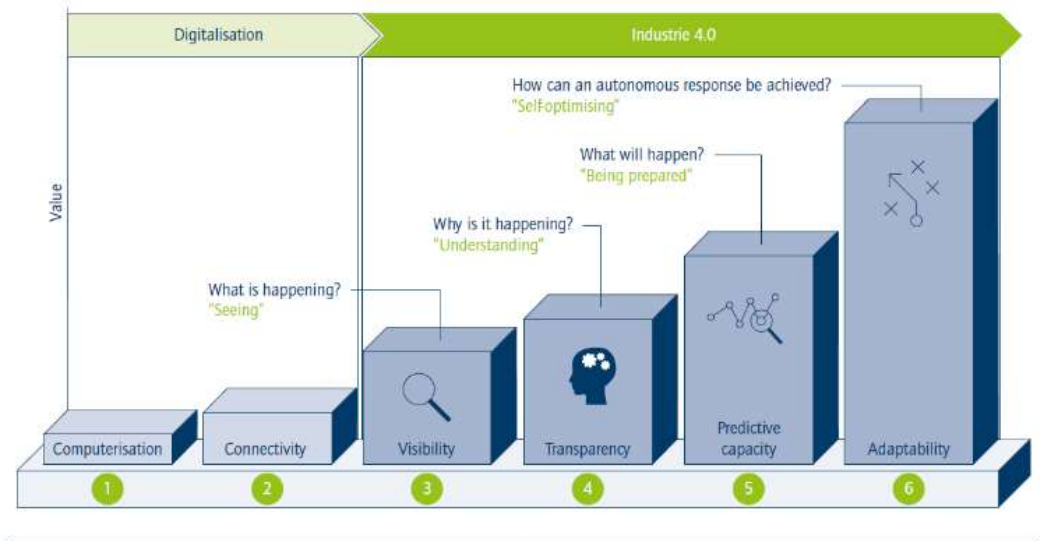 Digitalisation
Industrie 4.0
How can an autonomous response be achieved?
"Self-optimising"
What will happen?
"Being prepared"
Value
Why is it happening?
"Understanding"
What is happening?
"Seeing"
Computerisation
Connectivity
Visibility
Transparency
Predictive
capacity
Adaptability
1
2
3
4
5
6